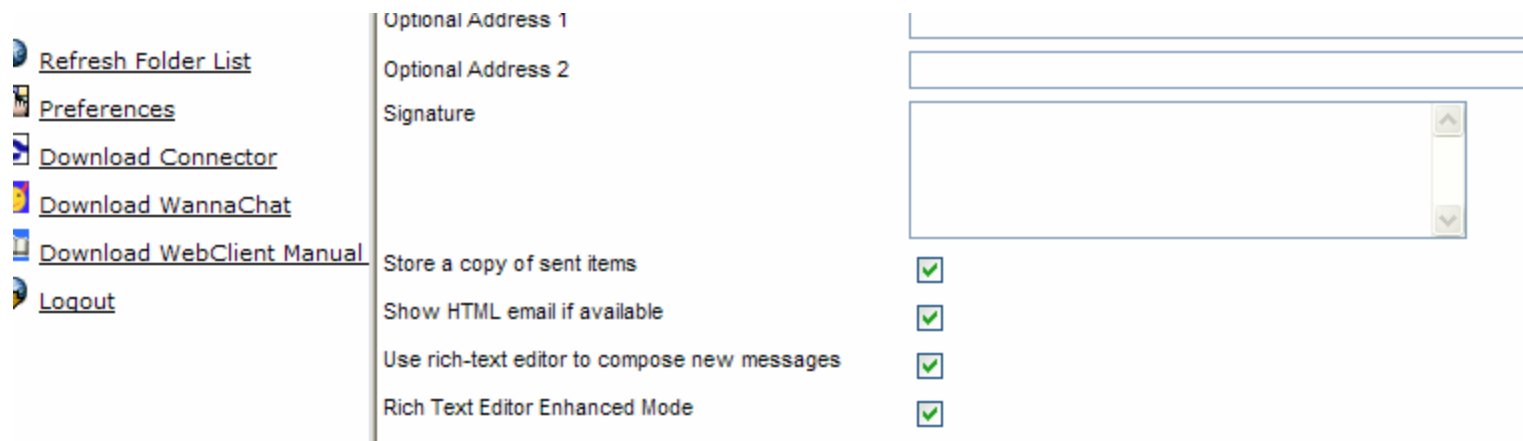 Refresh Folder List
Preferences
Download Connector
Download WannaChat
Download WebClient Manual
Logout
Optional Address 1
Optional Address 2
Signature
Store a copy of sent items
Show HTML email if available
Use rich-text editor to compose new messages
Rich Text Editor Enhanced Mode